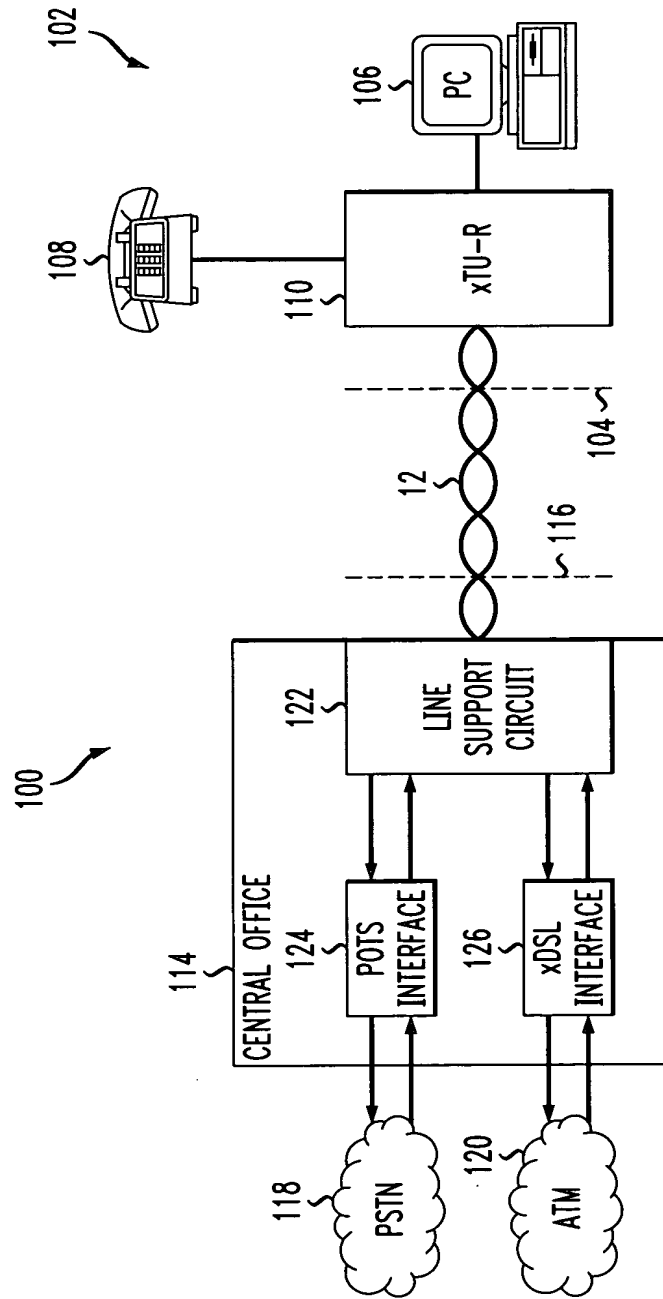 100
102
114
CENTRAL OFFICE
118
PSTN
124
POTS
INTERFACE
122
LINE
SUPPORT
CIRCUIT
120
ATM
126
xDSL
INTERFACE
116
12
104
110
xTU-R
108
106
PC